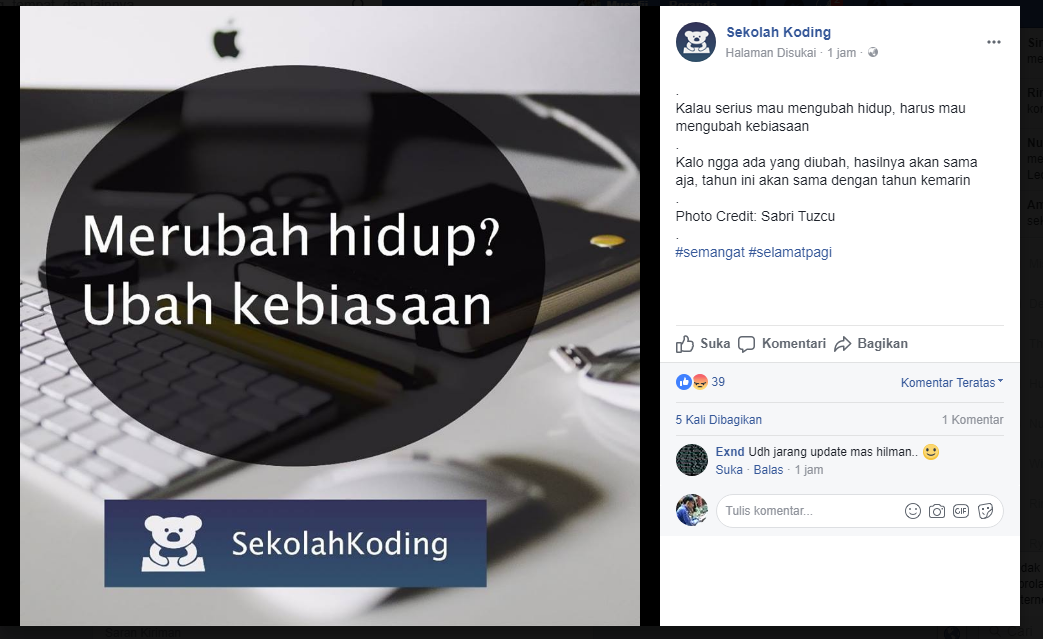 Merubah hidup?
Ubah kebiasaan
SekolahKoding
Sekolah Koding
Halaman Disukai · 1 jam ·
.
Kalau serius mau mengubah hidup, harus mau
mengubah kebiasaan
.
Kalo ngga ada yang diubah, hasilnya akan sama
aja, tahun ini akan sama dengan tahun kemarin
.
Photo Credit: Sabri Tuzcu
.
#semangat #selamatpagi
Suka Komentari Bagikan
39 Komentar Teratas
5 Kali Dibagikan 1 Komentar
Exnd Udh jarang update mas hilman.. 🙂
Suka · Balas · 1 jam
Tulis komentar...
GIF